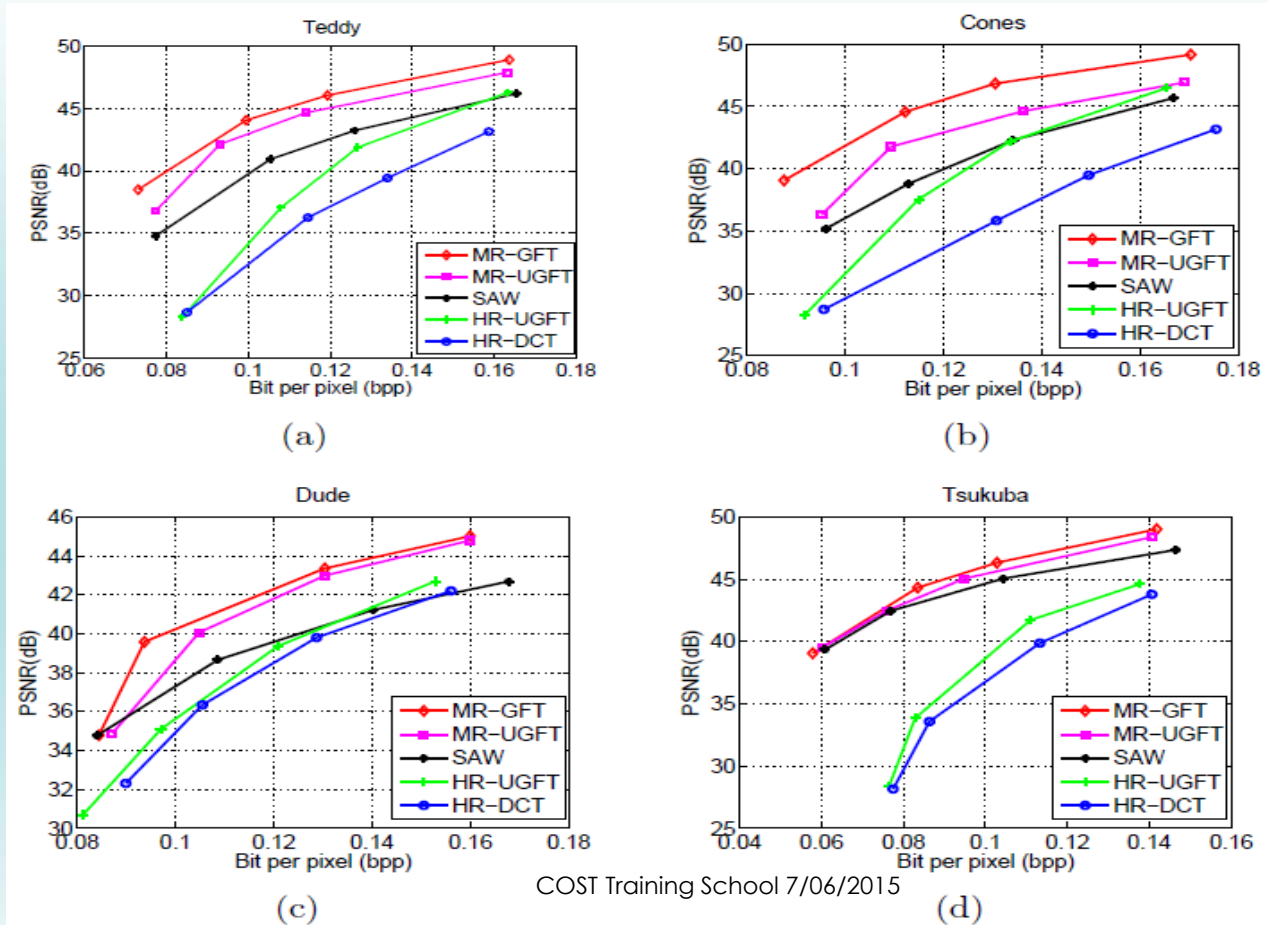 Teddy
50
45
40
35
30
25
PSNR(dB)
MR-GFT
MR-UGFT
SAW
HR-UGFT
HR-DCT
0.06 0.08 0.1 0.12 0.14 0.16 0.18
Bit per pixel (bpp)
(a)
Cones
50
45
40
35
30
25
PSNR(dB)
MR-GFT
MR-UGFT
SAW
HR-UGFT
HR-DCT
0.08 0.1 0.12 0.14 0.16 0.18
Bit per pixel (bpp)
(b)
Dude
46
44
42
40
38
36
34
32
30
PSNR(dB)
MR-GFT
MR-UGFT
SAW
HR-UGFT
HR-DCT
0.08 0.1 0.12 0.14 0.16 0.18
Bit per pixel (bpp)
(c)
Tsukuba
50
45
40
35
30
25
PSNR(dB)
MR-GFT
MR-UGFT
SAW
HR-UGFT
HR-DCT
0.04 0.06 0.08 0.1 0.12 0.14 0.16
Bit per pixel (bpp)
(d)
COST Training School 7/06/2015